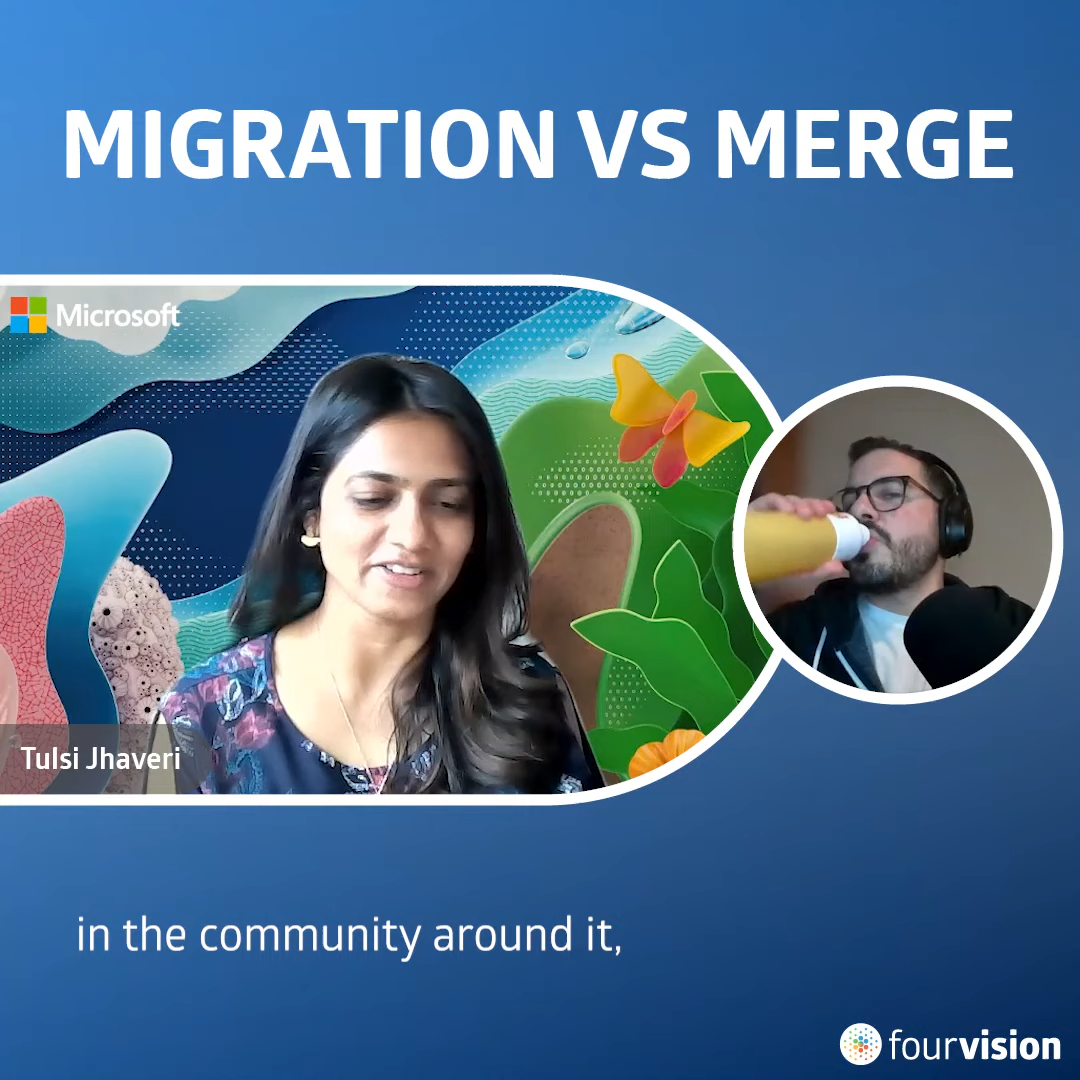 MIGRATION VS MERGE
Microsoft
Tulsi Jhaveri
in the community around it,
fourvision